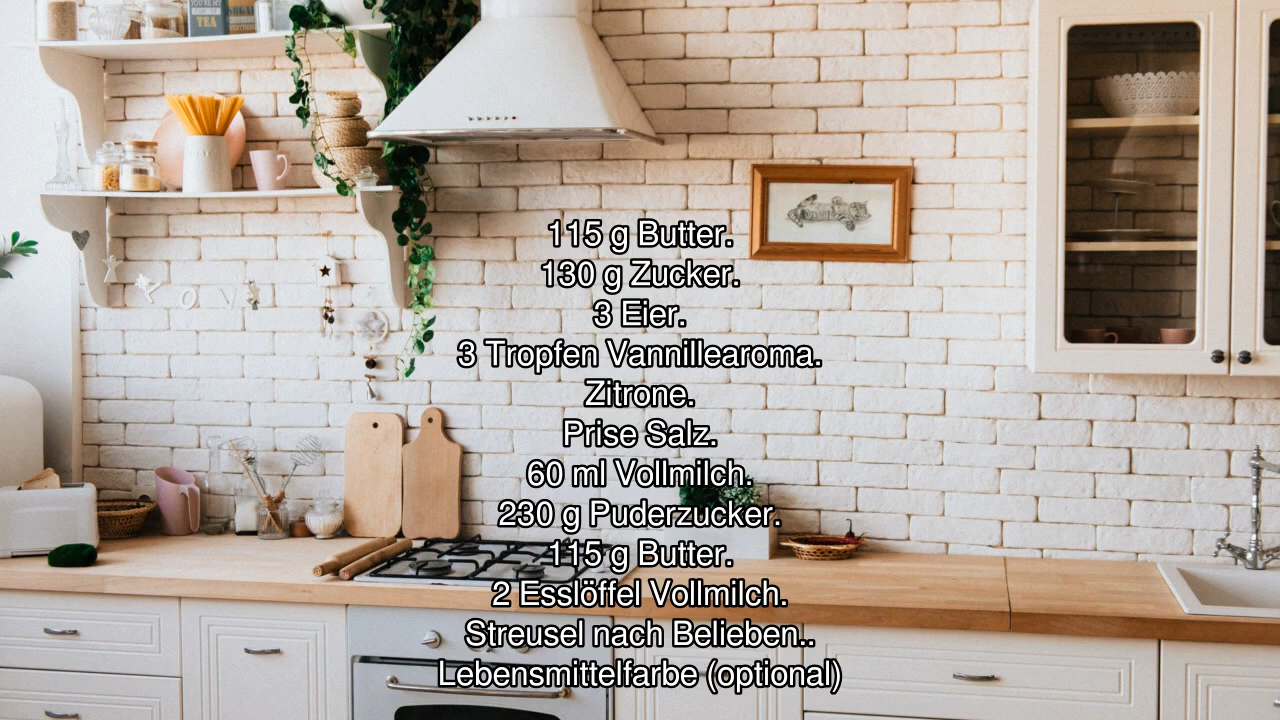 115 g Butter.
130 g Zucker.
3 Eier.
3 Tropfen Vannillearoma.
Zitrone.
Prise Salz.
60 ml Vollmilch.
230 g Puderzucker.
115 g Butter.
2 Esslöffel Vollmilch.
Streusel nach Belieben..
Lebensmittelfarbe (optional)
TEA